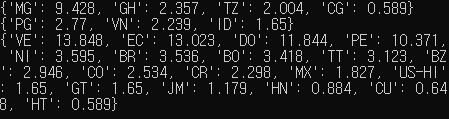 {'MG': 9.428, 'GH': 2.357, 'TZ': 2.004, 'CG': 0.589}
{'PG': 2.77, 'VN': 2.239, 'ID': 1.65}
{'VE': 13.848, 'EC': 13.023, 'DO': 11.844, 'PE': 10.371,
'NI': 3.595, 'BR': 3.536, 'BO': 3.418, 'TT': 3.123, 'BZ
': 2.946, 'CO': 2.534, 'CR': 2.298, 'MX': 1.827, 'US-HI'
: 1.65, 'GT': 1.65, 'JM': 1.179, 'HN': 0.884, 'CU': 0.64
8, 'HT': 0.589}